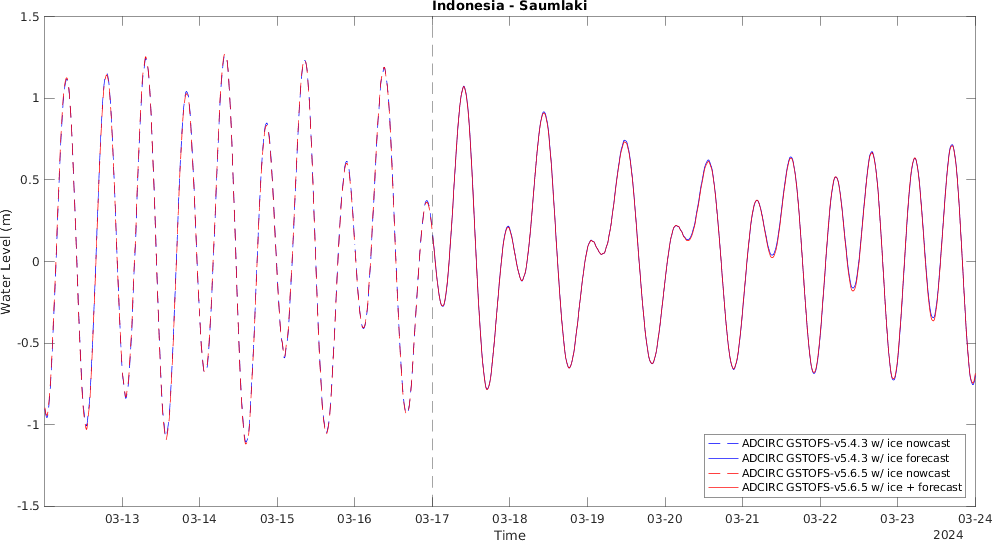 Indonesia - Saumlaki
1.5
1
0.5
0
-0.5
-1
-1.5
Water Level (m)
ADCIRC GSTOFS-v5.4.3 w/ ice nowcast
ADCIRC GSTOFS-v5.4.3 w/ ice forecast
ADCIRC GSTOFS-v5.6.5 w/ ice nowcast
ADCIRC GSTOFS-v5.6.5 w/ ice + forecast
03-13 03-14 03-15 03-16 03-17 03-18 03-19 03-20 03-21 03-22 03-23 03-24
Time
2024